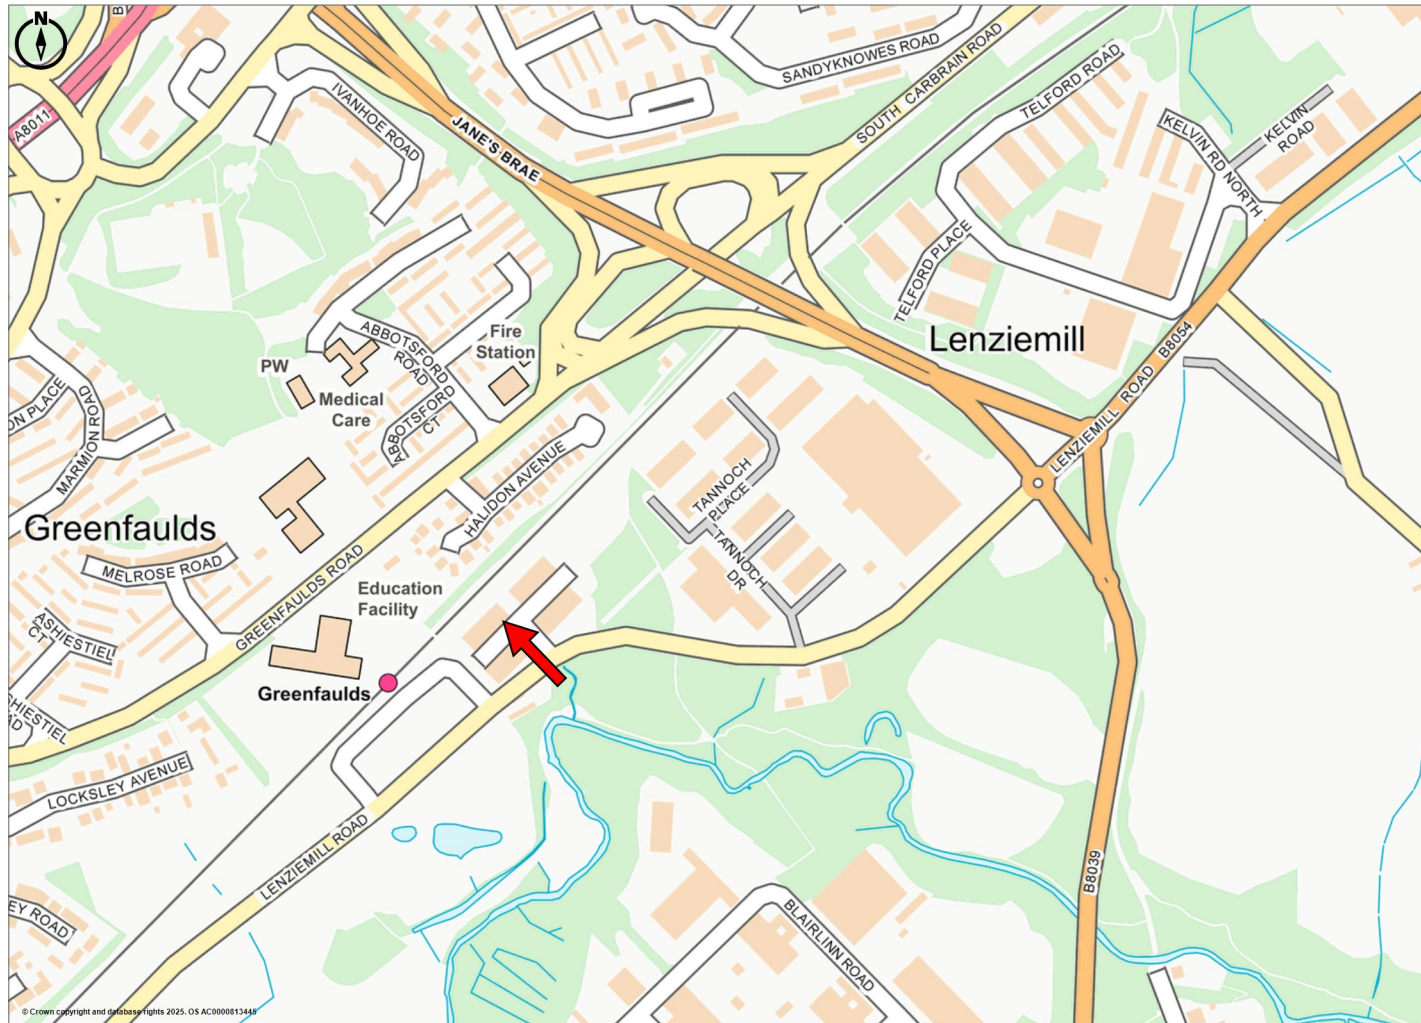 N
B
A8011
IVANHOE ROAD
JANE'S BRAE
SANDYKNOWES ROAD
SOUTH CARBRAIN ROAD
TELFORD ROAD
KELVIN
ROAD
KELVIN RD NORTH
TELFORD PLACE
Lenziemill
B8054
LENZIEMILL ROAD
Fire
Station
ABBOTSFORD
ROAD
PW
Medical
Care
ABBOTSFORD
CT
ON PLACE
MARMION ROAD
HALIDON AVENUE
TANNOCH
PLACE
TANNOCH
DR
Greenfaulds
MELROSE ROAD
GREENFAULDS ROAD
Education
Facility
ASHIESTIEL
CT
Greenfaulds
HIESTIEL
AD
LOCKSLEY AVENUE
LENZIEMILL ROAD
EY ROAD
B8039
BLAIRLINN ROAD
© Crown copyright and database rights 2025. OS AC0000813445